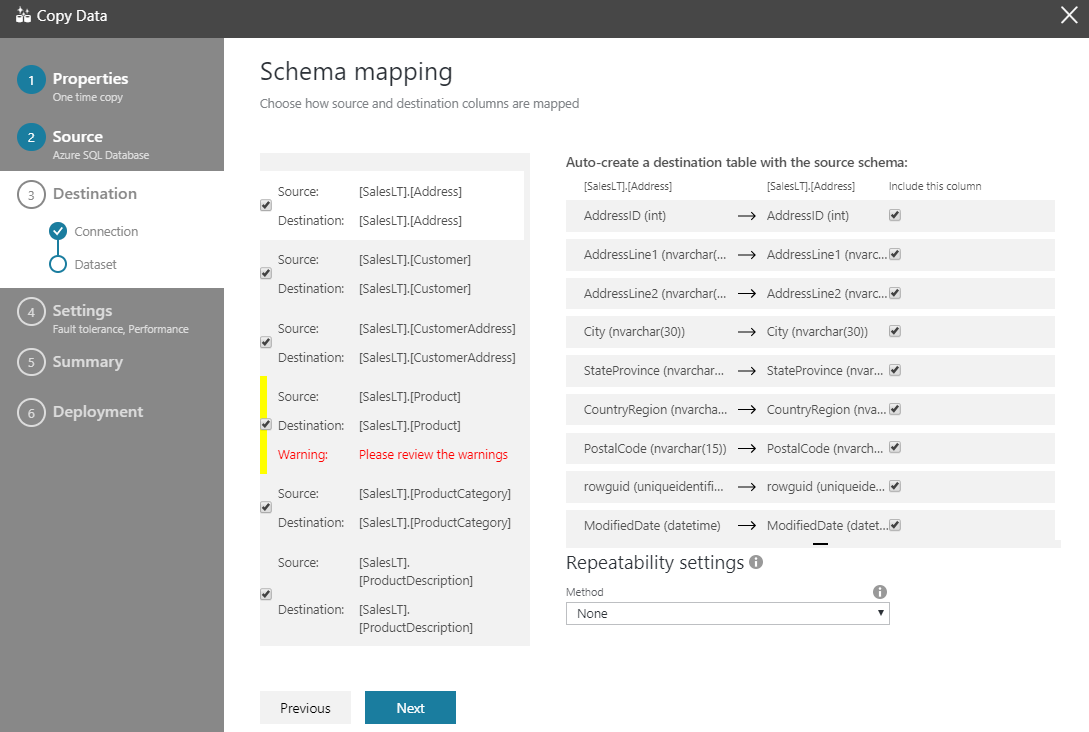 Copy Data
1 Properties
One time copy
2 Source
Azure SQL Database
3 Destination
Connection
Dataset
4 Settings
Fault tolerance, Performance
5 Summary
6 Deployment
Schema mapping
Choose how source and destination columns are mapped
Source: [SalesLT].[Address]
Destination: [SalesLT].[Address]
Source: [SalesLT].[Customer]
Destination: [SalesLT].[Customer]
Source: [SalesLT].[CustomerAddress]
Destination: [SalesLT].[CustomerAddress]
Source: [SalesLT].[Product]
Destination: [SalesLT].[Product]
Warning: Please review the warnings
Source: [SalesLT].[ProductCategory]
Destination: [SalesLT].[ProductCategory]
Source: [SalesLT].
[ProductDescription]
Destination: [SalesLT].
[ProductDescription]
Auto-create a destination table with the source schema:
[SalesLT].[Address] [SalesLT].[Address] Include this column
AddressID (int) → AddressID (int)
AddressLine1 (nvarchar(... → AddressLine1 (nvarc...
AddressLine2 (nvarchar(... → AddressLine2 (nvarc...
City (nvarchar(30)) → City (nvarchar(30))
StateProvince (nvarchar... → StateProvince (nvar...
CountryRegion (nvarcha... → CountryRegion (nva...
PostalCode (nvarchar(15)) → PostalCode (nvarch...
rowguid (uniqueidentifi... → rowguid (uniqueide...
ModifiedDate (datetime) → ModifiedDate (datet...
Repeatability settings
Method
None
Previous
Next